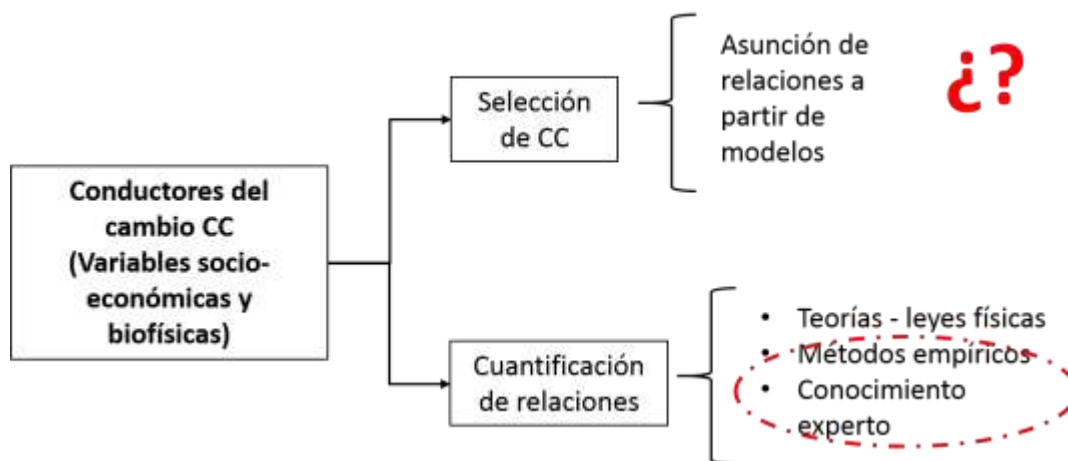 Conductores del
cambio CC
(Variables socio-
económicas y
biofísicas)
Selección
de CC
Asunción de
relaciones a
partir de
modelos
¿?
Cuantificación
de relaciones
• Teorías - leyes físicas
• Métodos empíricos
• Conocimiento
experto